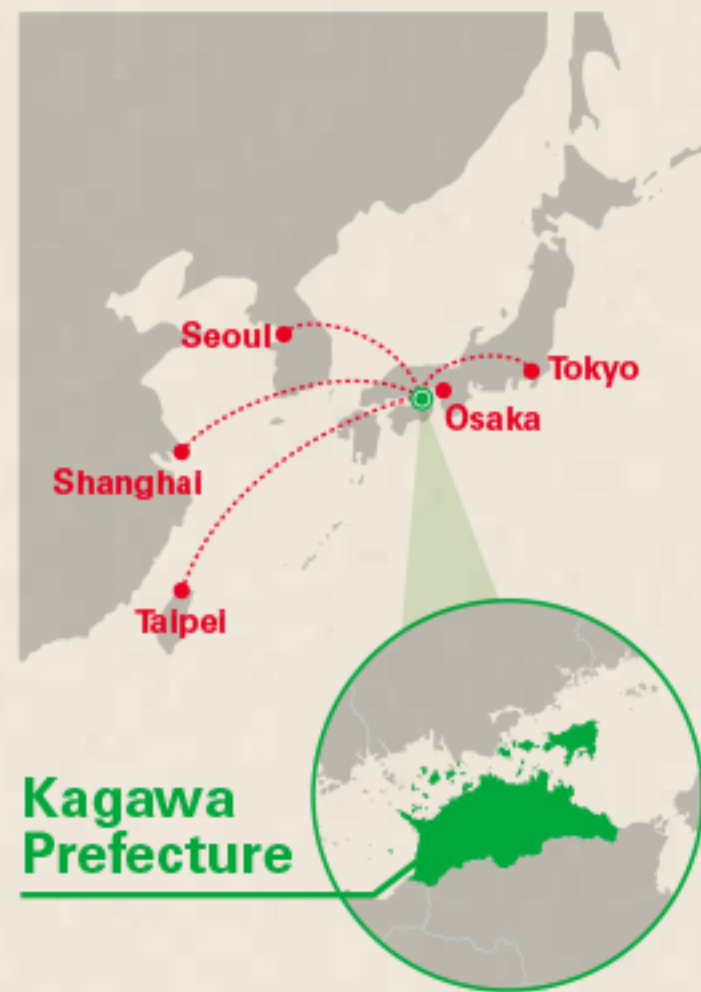 Seoul
Tokyo
Osaka
Shanghai
Taipei
Kagawa
Prefecture